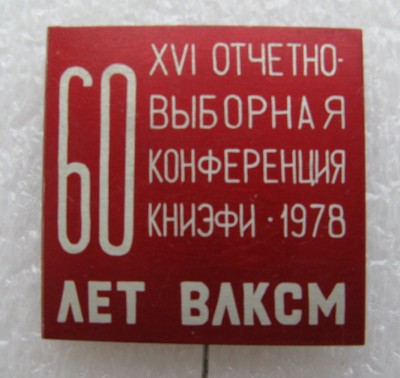 XVI ОТЧЕТНО-
ВЫБОРНАЯ
КОНФЕРЕНЦИЯ
КНИЭФИ · 1978
60
ЛЕТ ВЛКСМ